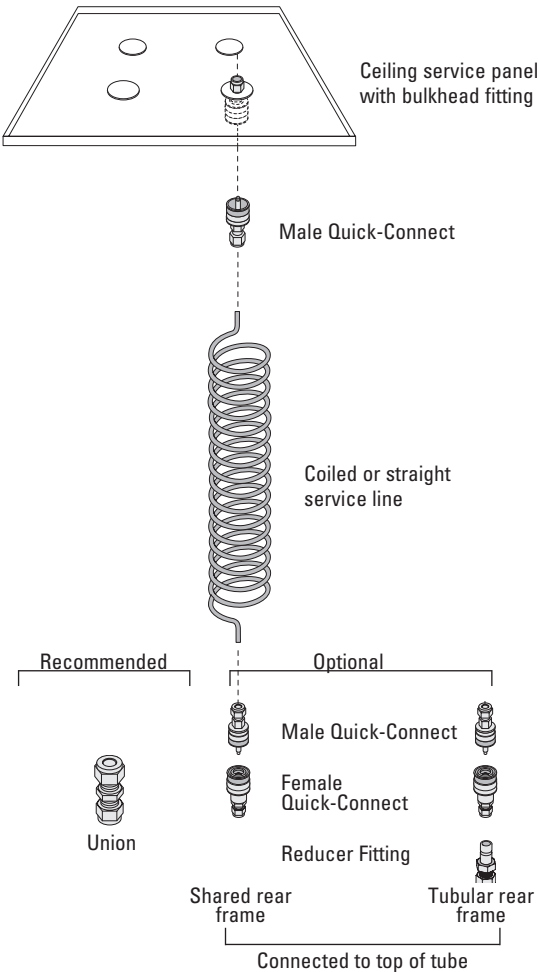 Ceiling service panel
with bulkhead fitting
Male Quick-Connect
Coiled or straight
service line
Recommended
Optional
Male Quick-Connect
Female
Quick-Connect
Union
Reducer Fitting
Shared rear
frame
Tubular rear
frame
Connected to top of tube